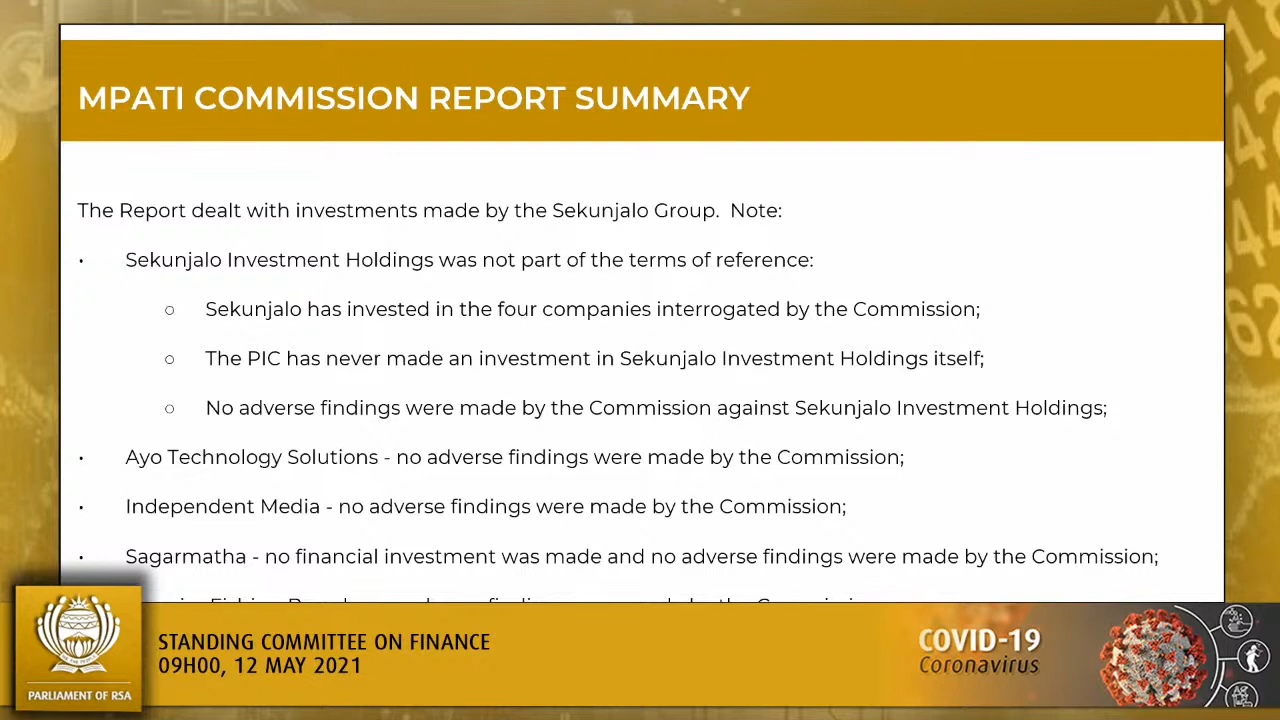 MPATI COMMISSION REPORT SUMMARY
The Report dealt with investments made by the Sekunjalo Group. Note:
• Sekunjalo Investment Holdings was not part of the terms of reference:
○ Sekunjalo has invested in the four companies interrogated by the Commission;
○ The PIC has never made an investment in Sekunjalo Investment Holdings itself;
○ No adverse findings were made by the Commission against Sekunjalo Investment Holdings;
• Ayo Technology Solutions - no adverse findings were made by the Commission;
• Independent Media - no adverse findings were made by the Commission;
• Sagarmatha - no financial investment was made and no adverse findings were made by the Commission;
STANDING COMMITTEE ON FINANCE
09H00, 12 MAY 2021
COVID-19
Coronavirus
PARLIAMENT OF RSA